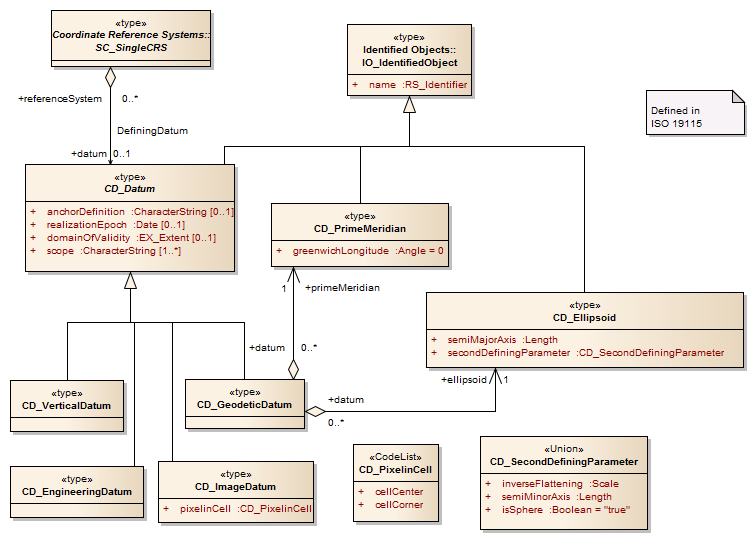 «type»
Coordinate Reference Systems::
SC_SingleCRS
«type»
Identified Objects::
IO_IdentifiedObject
+ name :RS_Identifier
Defined in
ISO 19115
+referenceSystem 0..*
DefiningDatum
+datum 0..1
«type»
CD_Datum
+ anchorDefinition :CharacterString [0..1]
+ realizationEpoch :Date [0..1]
+ domainOfValidity :EX_Extent [0..1]
+ scope :CharacterString [1..*]
«type»
CD_PrimeMeridian
+ greenwichLongitude :Angle = 0
1 +primeMeridian
«type»
CD_Ellipsoid
+ semiMajorAxis :Length
+ secondDefiningParameter :CD_SecondDefiningParameter
+datum 0..*
+ellipsoid 1
«type»
CD_VerticalDatum
«type»
CD_GeodeticDatum
+datum
0..*
«type»
CD_EngineeringDatum
«type»
CD_ImageDatum
+ pixelinCell :CD_PixelinCell
«CodeList»
CD_PixelinCell
+ cellCenter
+ cellCorner
«Union»
CD_SecondDefiningParameter
+ inverseFlattening :Scale
+ semiMinorAxis :Length
+ isSphere :Boolean = "true"